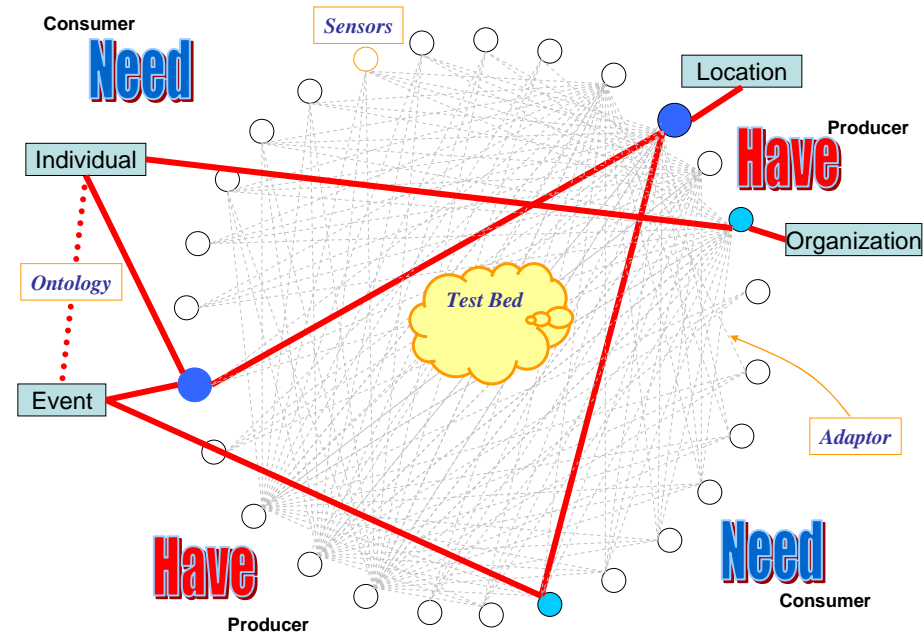 Consumer
Need
Sensors
Location
Producer
Have
Individual
Organization
Ontology
Test Bed
Event
Adaptor
Have
Producer
Need
Consumer